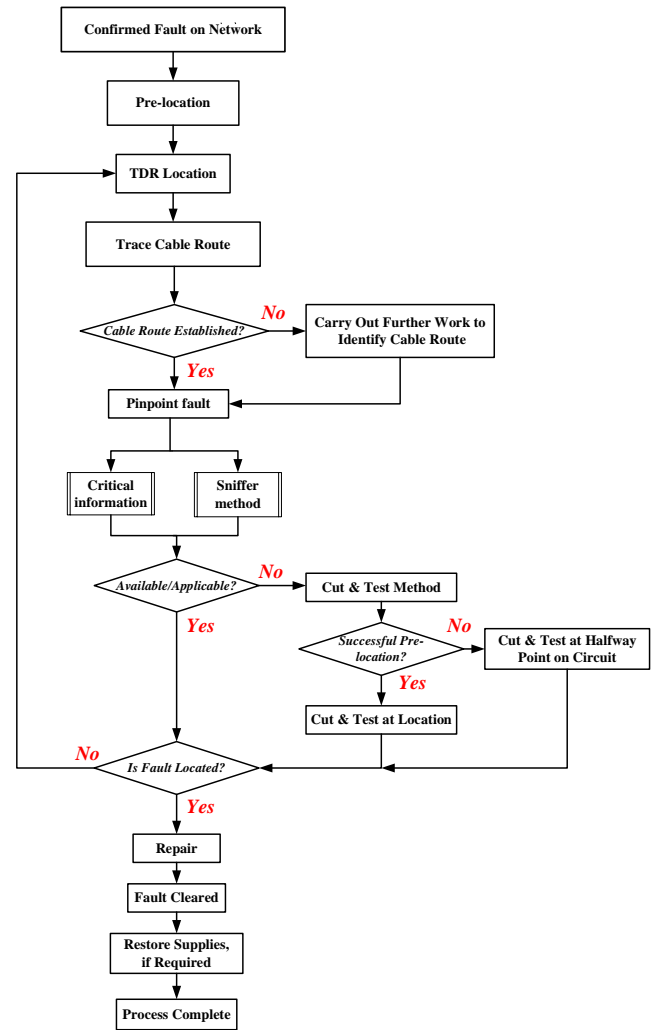 Confirmed Fault on Network
Pre-location
TDR Location
Trace Cable Route
Cable Route Established?
No
Carry Out Further Work to
Identify Cable Route
Yes
Pinpoint fault
Critical
information
Sniffer
method
Available/Applicable?
No
Cut & Test Method
Yes
Successful Pre-
location?
No
Cut & Test at Halfway
Point on Circuit
Yes
Cut & Test at Location
No
Is Fault Located?
Yes
Repair
Fault Cleared
Restore Supplies,
if Required
Process Complete